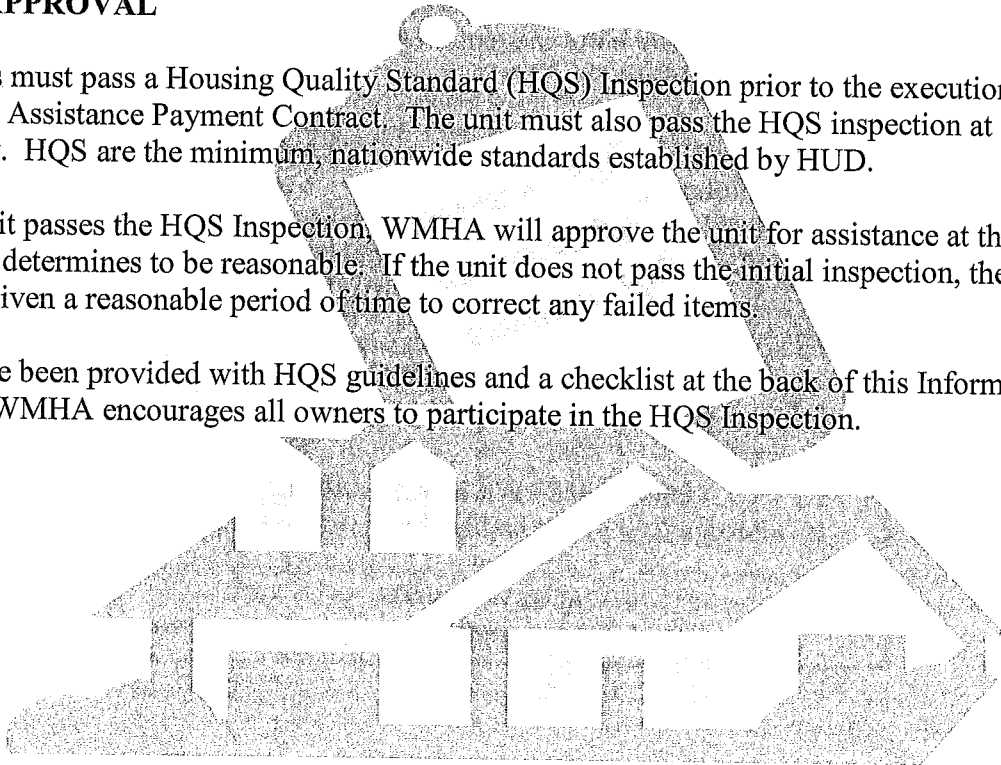 APPROVAL
s must pass a Housing Quality Standard (HQS) Inspection prior to the execution
Assistance Payment Contract. The unit must also pass the HQS inspection at
. HQS are the minimum, nationwide standards established by HUD.
it passes the HQS Inspection, WMHA will approve the unit for assistance at th
determines to be reasonable. If the unit does not pass the initial inspection, the
iven a reasonable period of time to correct any failed items.
e been provided with HQS guidelines and a checklist at the back of this Inform
WMHA encourages all owners to participate in the HQS Inspection.